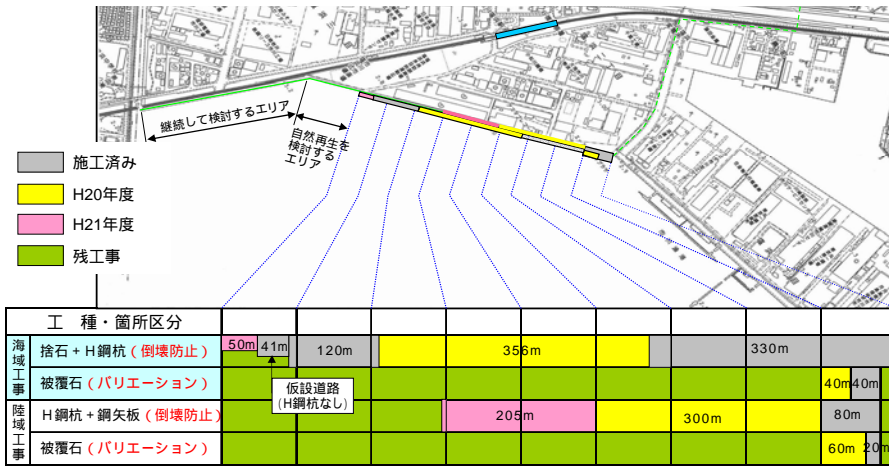 継続して検討するエリア
自然再生を
検討する
エリア
施工済み
H20年度
H21年度
残工事
工 種・箇所区分
海域工事
捨石+H鋼杭(倒壊防止)
50m
41m
120m
356m
330m
被覆石(バリエーション)
仮設道路
(H鋼杭なし)
40m
40m
陸域工事
H鋼杭+鋼矢板(倒壊防止)
205m
300m
80m
被覆石(バリエーション)
60m
20m